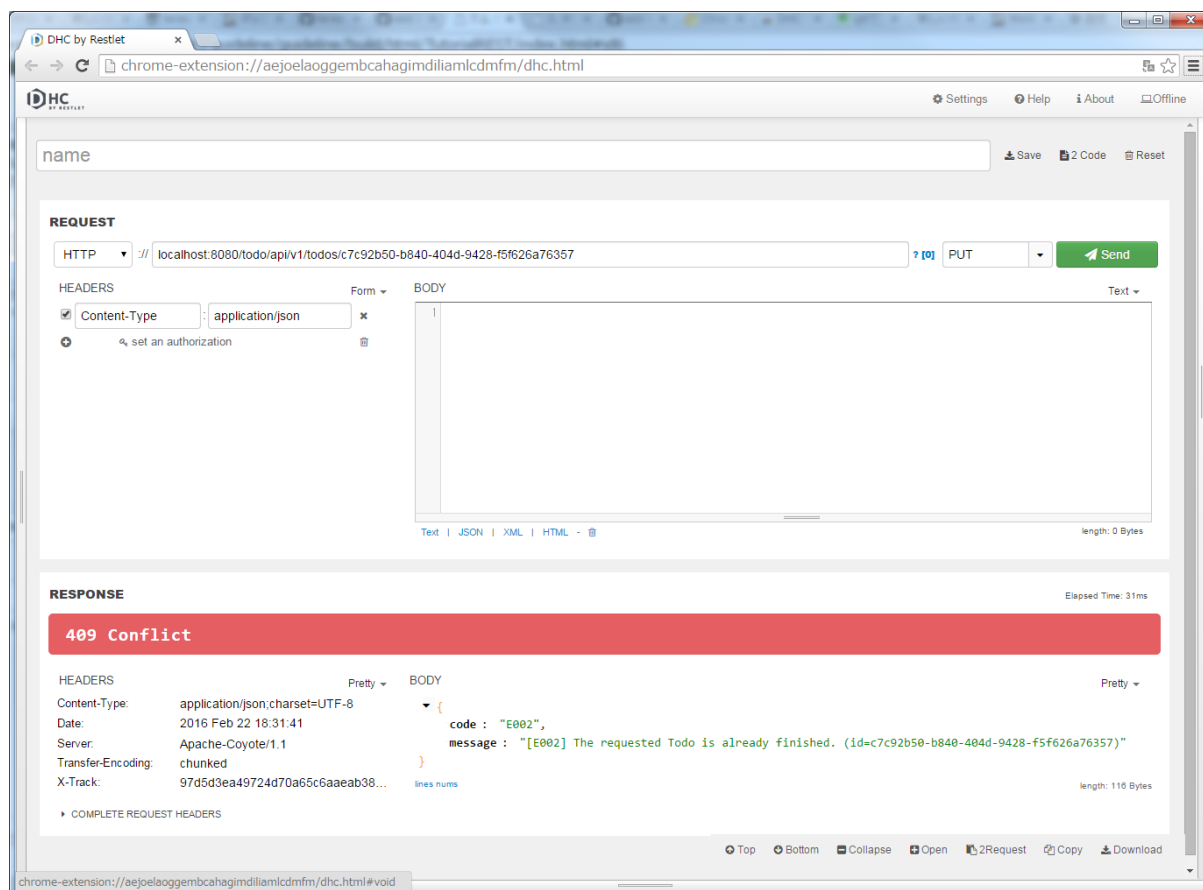 DHC by Restlet
chrome-extension://aejoelaoggembcahagimdiliamlcdmfm/dhc.html
DHC
BY RESTLET
Settings Help About Offline
name
Save 2 Code Reset
REQUEST
HTTP :// localhost:8080/todo/api/v1/todos/c7c92b50-b840-404d-9428-f5f626a76357 ? [0] PUT Send
HEADERS Form BODY Text
Content-Type : application/json 1
set an authorization
Text | JSON | XML | HTML - length: 0 Bytes
RESPONSE Elapsed Time: 31ms
409 Conflict
HEADERS Pretty BODY Pretty
Content-Type: application/json;charset=UTF-8 {
Date: 2016 Feb 22 18:31:41 code : "E002",
Server: Apache-Coyote/1.1 message : "[E002] The requested Todo is already finished. (id=c7c92b50-b840-404d-9428-f5f626a76357)"
Transfer-Encoding: chunked }
X-Track: 97d5d3ea49724d70a65c6aaeab38... lines nums length: 116 Bytes
COMPLETE REQUEST HEADERS
Top Bottom Collapse Open 2Request Copy Download
chrome-extension://aejoelaoggembcahagimdiliamlcdmfm/dhc.html#void